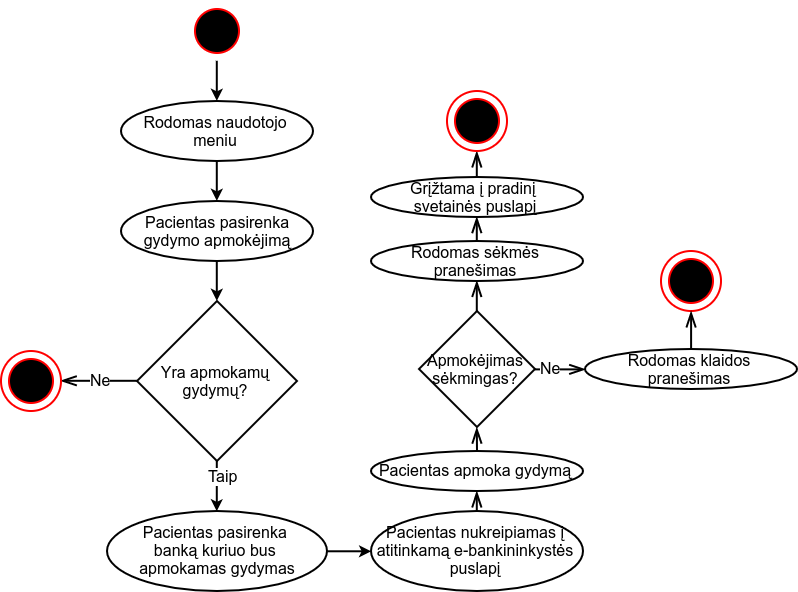 Rodomas naudotojo
meniu
Pacientas pasirenka
gydymo apmokėjimą
Yra apmokamų
gydymų?
Ne
Taip
Pacientas pasirenka
banką kuriuo bus
apmokamas gydymas
Pacientas nukreipiamas į
atitinkamą e-bankininkystės
puslapį
Pacientas apmoka gydymą
Apmokėjimas
sėkmingas?
Ne
Rodomas klaidos
pranešimas
Rodomas sėkmės
pranešimas
Grįžtama į pradinį
svetainės puslapį